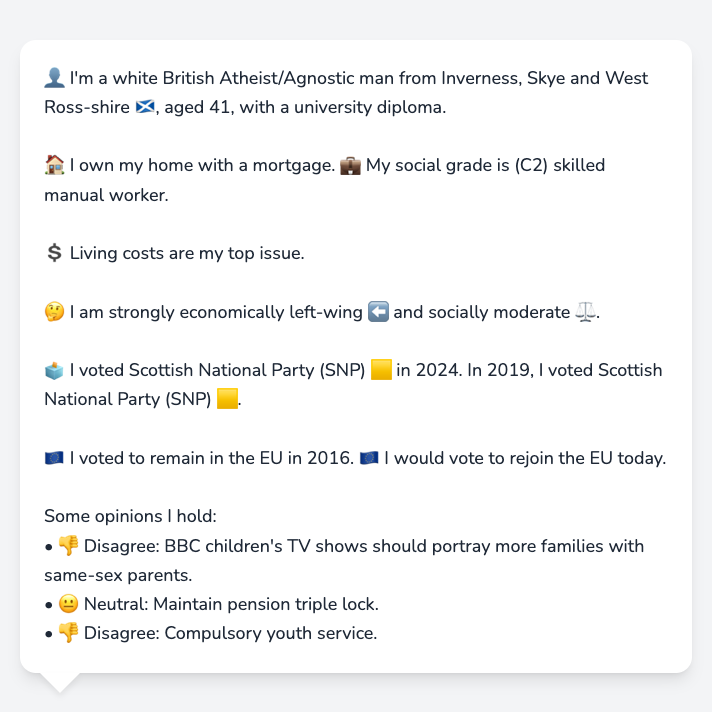 👤 I'm a white British Atheist/Agnostic man from Inverness, Skye and West
Ross-shire 🏴󠁧󠁢󠁳󠁣󠁴󠁿, aged 41, with a university diploma.
🏠 I own my home with a mortgage. 💼 My social grade is (C2) skilled
manual worker.
💲 Living costs are my top issue.
🤔 I am strongly economically left-wing ⬅️ and socially moderate ⚖️.
🗳️ I voted Scottish National Party (SNP) 🟨 in 2024. In 2019, I voted Scottish
National Party (SNP) 🟨.
🇪🇺 I voted to remain in the EU in 2016. 🇪🇺 I would vote to rejoin the EU today.
Some opinions I hold:
• 👎 Disagree: BBC children's TV shows should portray more families with
same-sex parents.
• 😐 Neutral: Maintain pension triple lock.
• 👎 Disagree: Compulsory youth service.